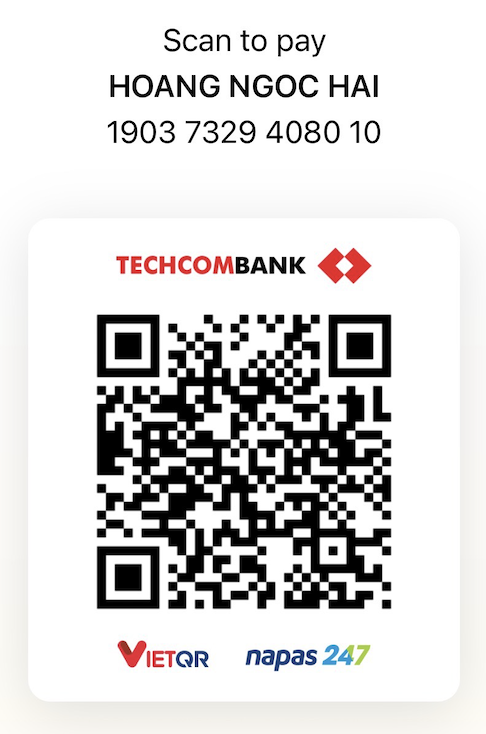 Scan to pay
HOANG NGOC HAI
1903 7329 4080 10
TECHCOMBANK
VIETQR
napas 247